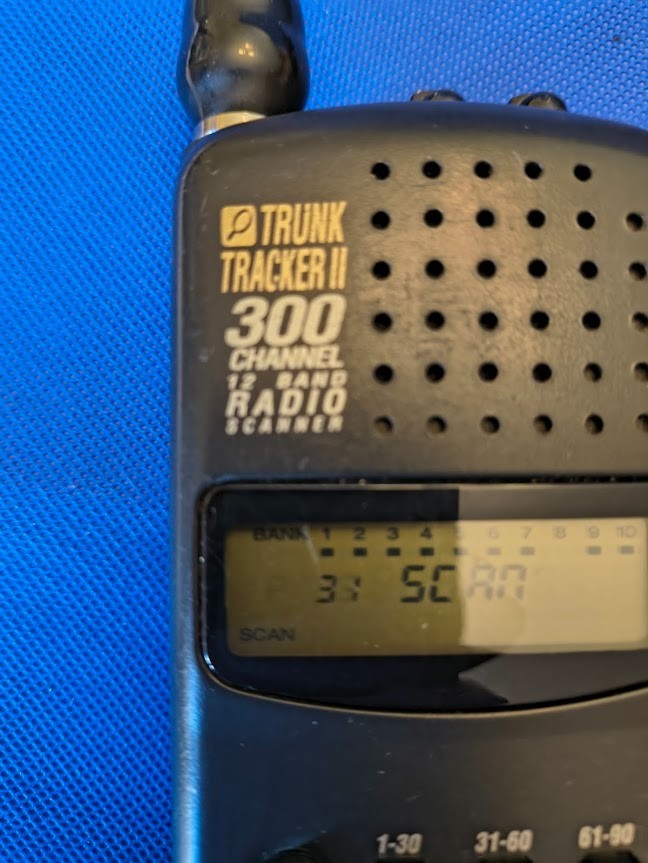 TRUNK
TRACKER II
300
CHANNEL
12 BAND
RADIO
SCANNER
BANK 1 2 3 4 5 6 7 8 9 10
SCAN
SCAN
1-30 31-60 61-90